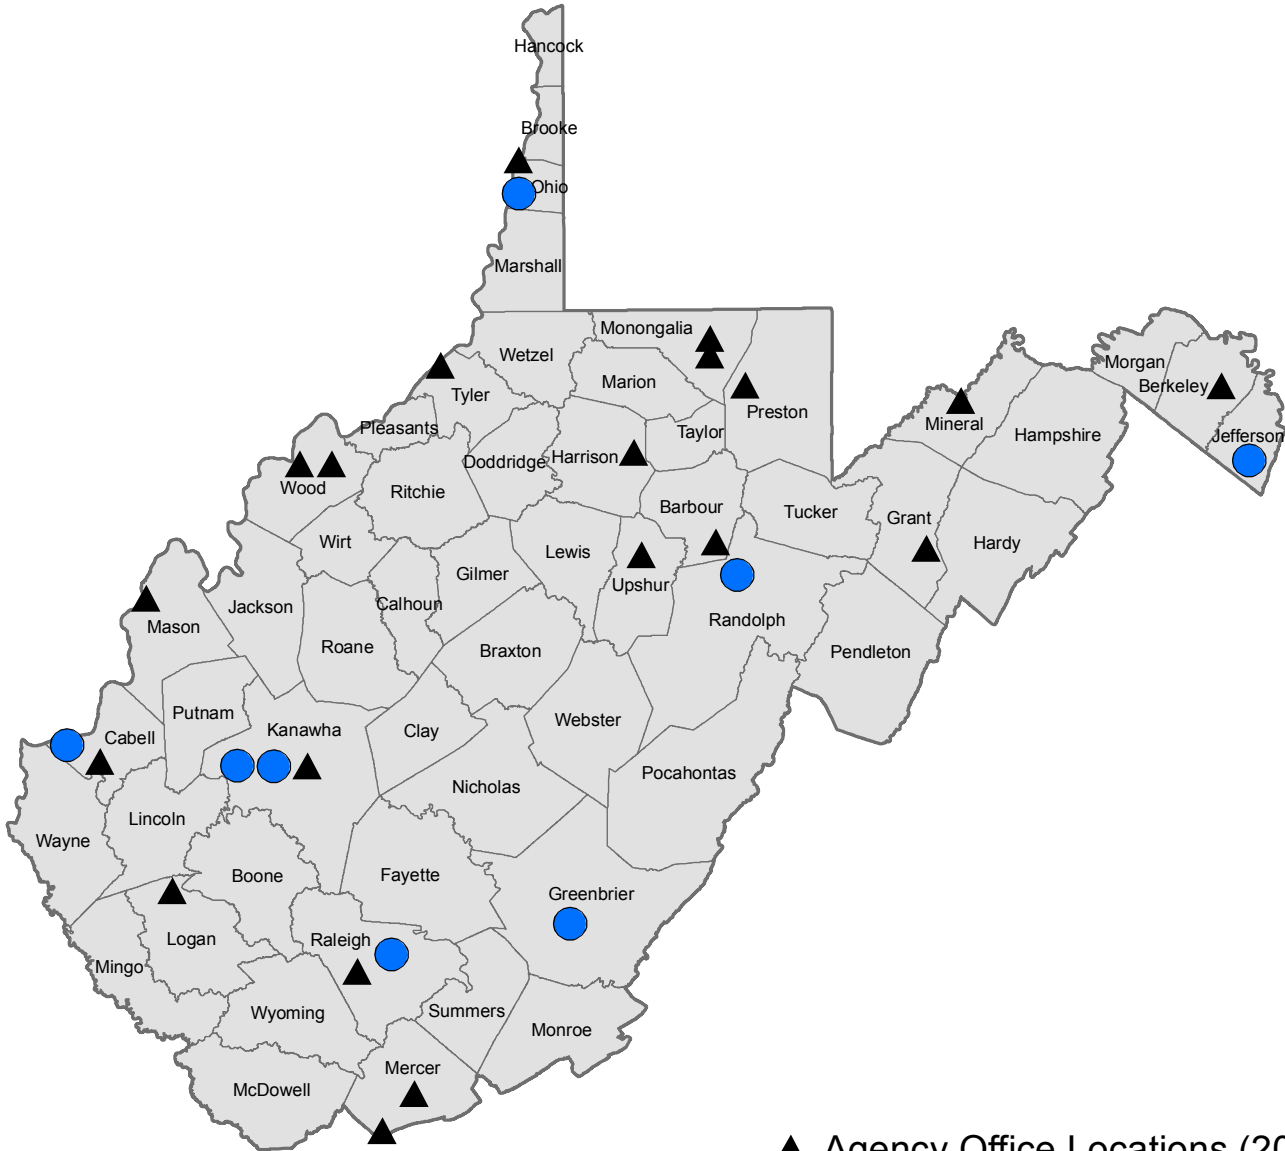 Hancock
Brooke
Ohio
Marshall
Monongalia
Wetzel
Morgan
Marion
Berkeley
Tyler
Preston
Mineral
Pleasants
Taylor
Hampshire
Jefferson
Doddridge
Harrison
Wood
Ritchie
Barbour
Tucker
Grant
Wirt
Lewis
Hardy
Gilmer
Upshur
Jackson
Calhoun
Mason
Randolph
Roane
Braxton
Pendleton
Putnam
Webster
Kanawha
Clay
Cabell
Pocahontas
Nicholas
Lincoln
Wayne
Boone
Fayette
Greenbrier
Logan
Raleigh
Mingo
Summers
Wyoming
Monroe
Mercer
McDowell
Agency Office Locations (20